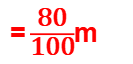 = 80/100 m